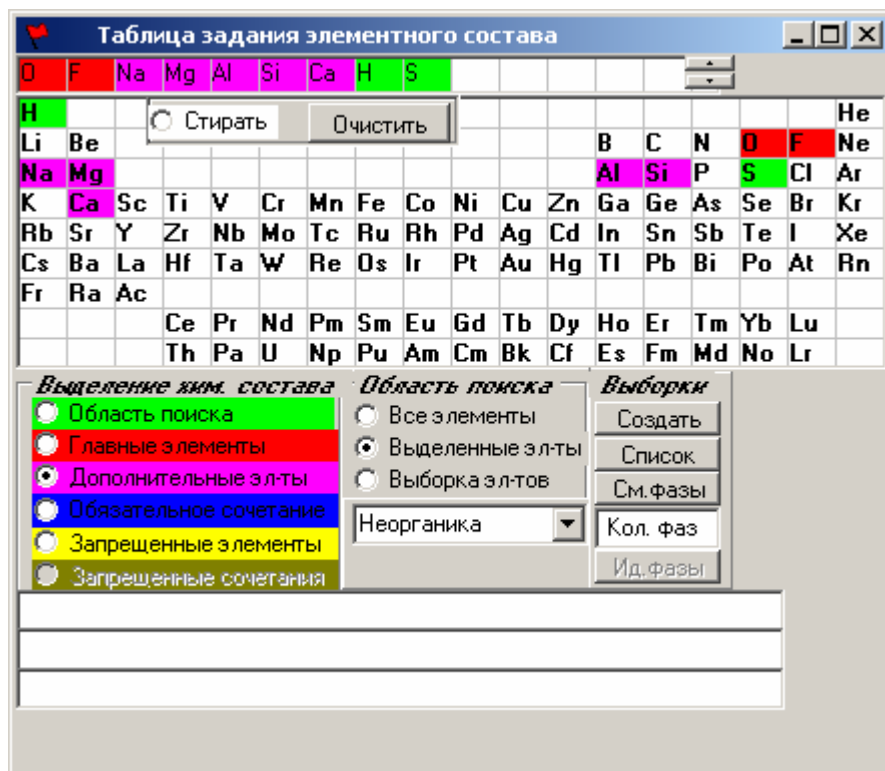 Таблица задания элементного состава
O F Na Mg Al Si Ca H S
H He
Стирать Очистить
Li Be B C N O F Ne
Na Mg Al Si P S Cl Ar
K Ca Sc Ti V Cr Mn Fe Co Ni Cu Zn Ga Ge As Se Br Kr
Rb Sr Y Zr Nb Mo Tc Ru Rh Pd Ag Cd In Sn Sb Te I Xe
Cs Ba La Hf Ta W Re Os Ir Pt Au Hg Tl Pb Bi Po At Rn
Fr Ra Ac
Ce Pr Nd Pm Sm Eu Gd Tb Dy Ho Er Tm Yb Lu
Th Pa U Np Pu Am Cm Bk Cf Es Fm Md No Lr
Выделение хим. состава
Область поиска
Главные элементы
Дополнительные эл-ты
Обязательное сочетание
Запрещенные элементы
Запрещенные сочетания
Область поиска
Все элементы
Выделенные эл-ты
Выборка эл-тов
Неорганика
Выборки
Создать
Список
См.фазы
Кол. фаз
Ид.фазы